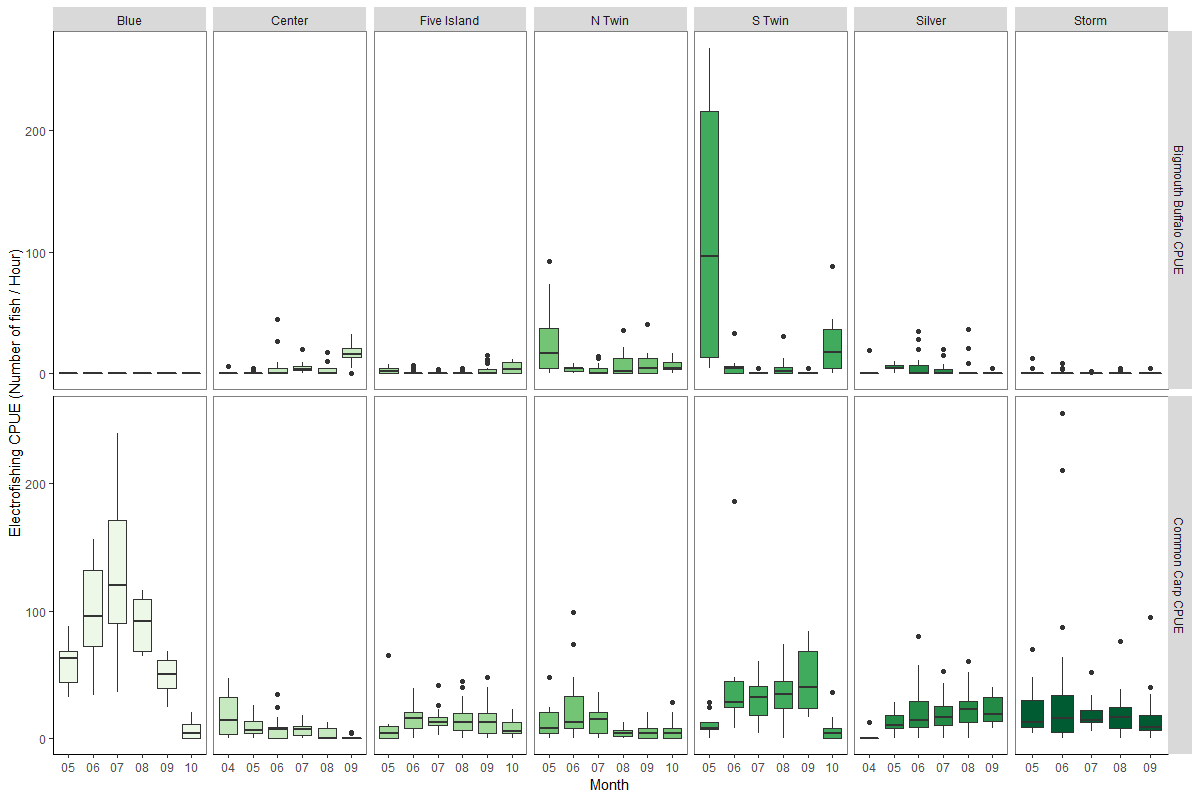 Blue Center Five Island N Twin S Twin Silver Storm
200
100
0
Bigmouth Buffalo CPUE
Electrofishing CPUE (Number of fish / Hour)
200
100
0
Common Carp CPUE
05 06 07 08 09 10 04 05 06 07 08 09 05 06 07 08 09 10 05 06 07 08 09 10 05 06 07 08 09 10 04 05 06 07 08 09 05 06 07 08 09
Month